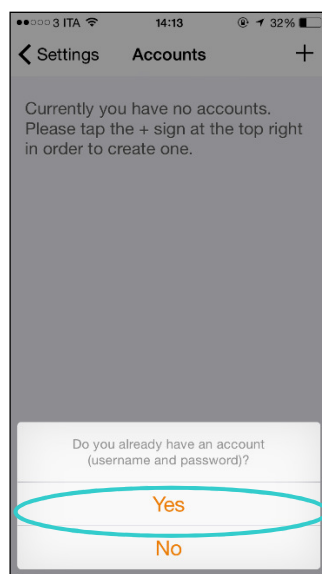 3 ITA 14:13 32%
Settings Accounts +
Currently you have no accounts.
Please tap the + sign at the top right
in order to create one.
Do you already have an account
(username and password)?
Yes
No